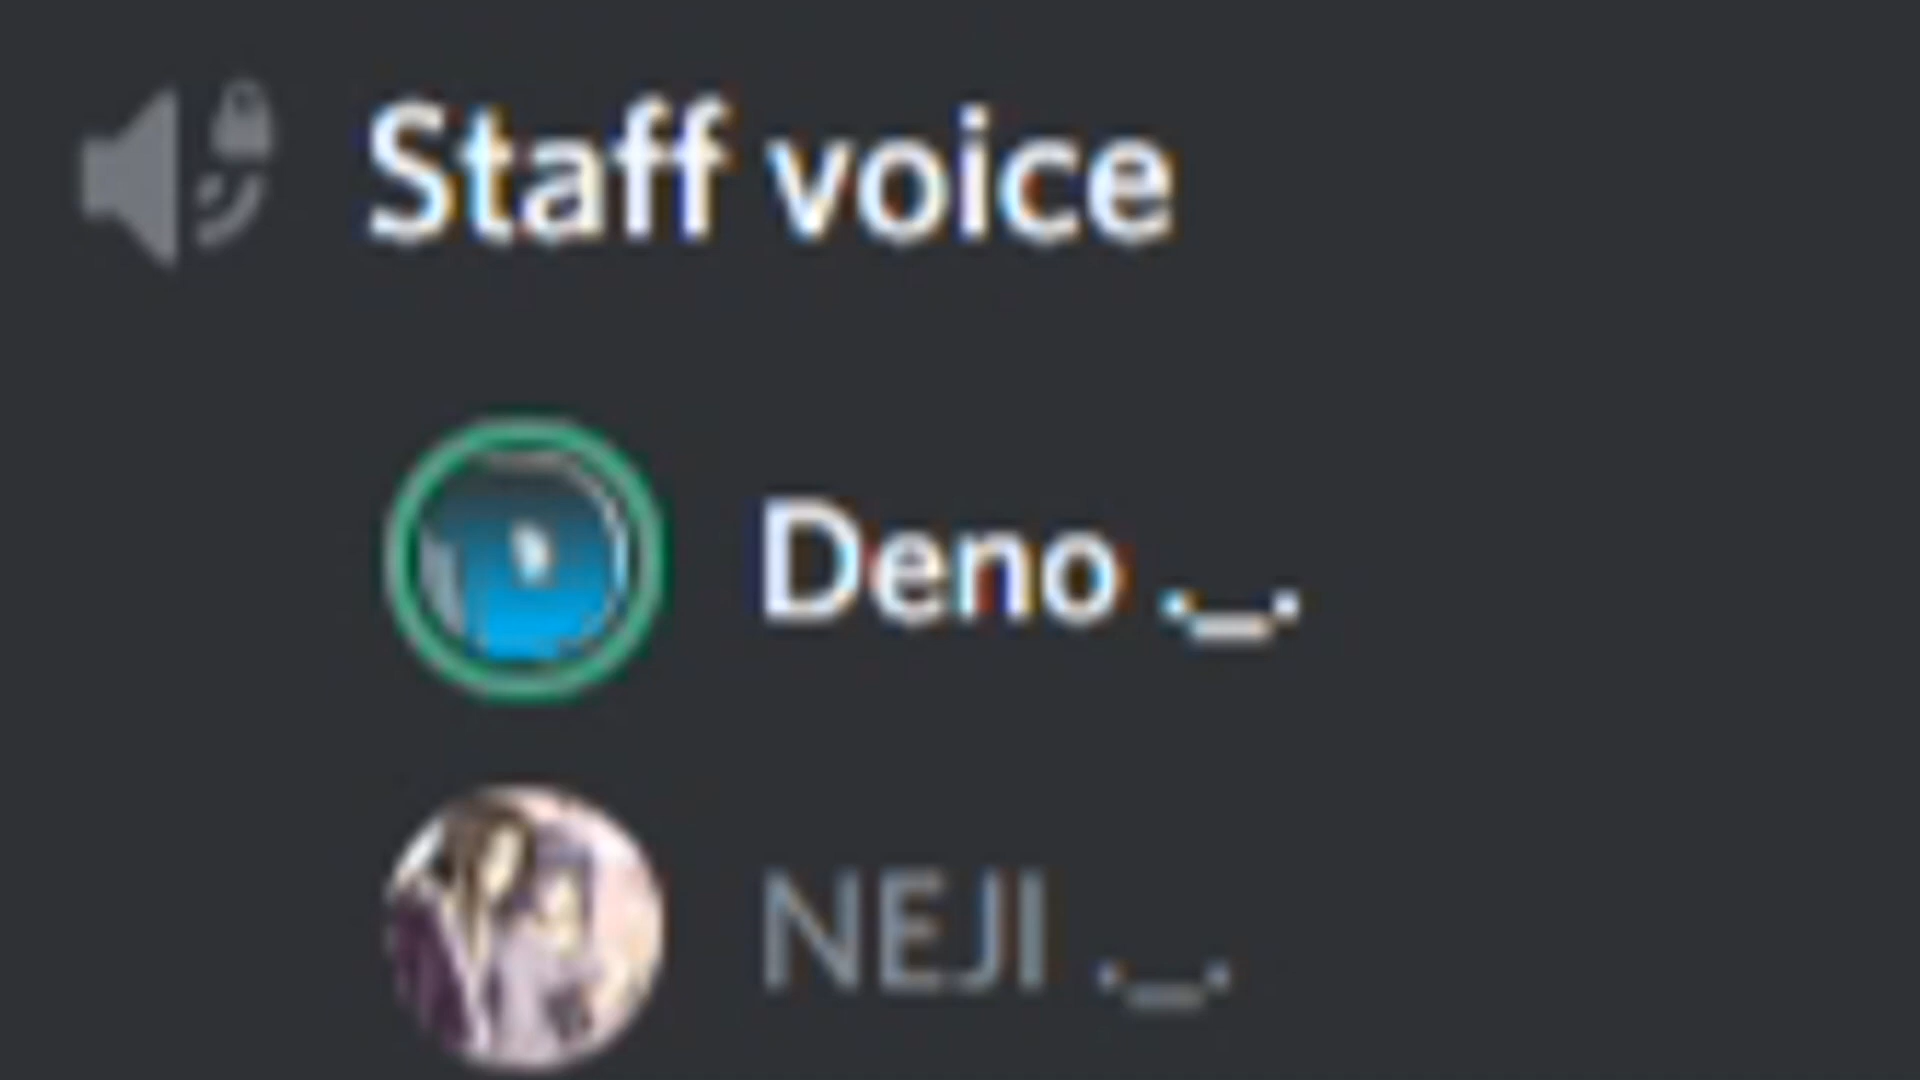 Staff voice
Deno ._.
NEJI ._.